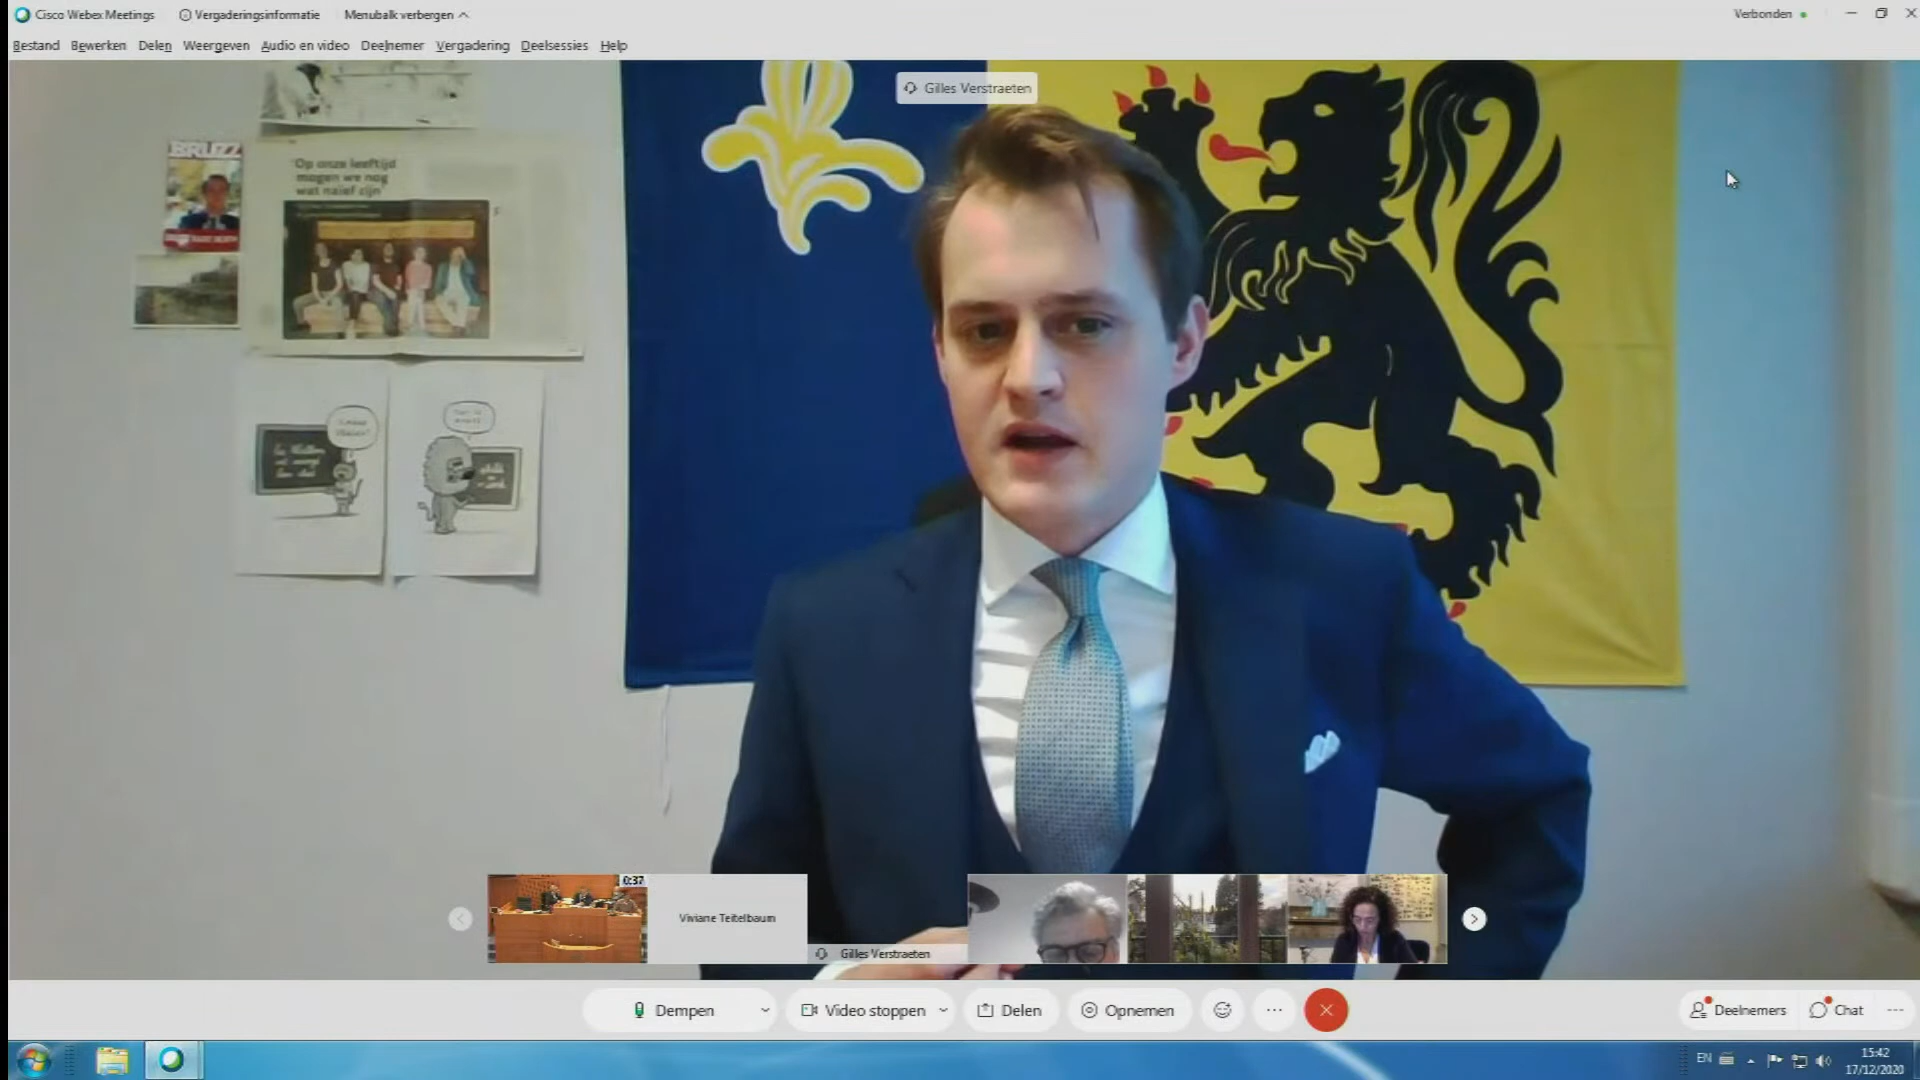 Cisco Webex Meetings
Vergaderingsinformatie
Menubalk verbergen
Verbonden
Bestand Bewerken Delen Weergeven Audio en video Deelnemer Vergadering Deelsessies Help
Gilles Verstraeten
BRUZZ
'Op onze leeftijd
mogen we nog
wat naïef zijn'
0:37
Viviane Teitelbaum
Gilles Verstraeten
Dempen
Video stoppen
Delen
Opnemen
Deelnemers
Chat
EN
15:42
17/12/2020